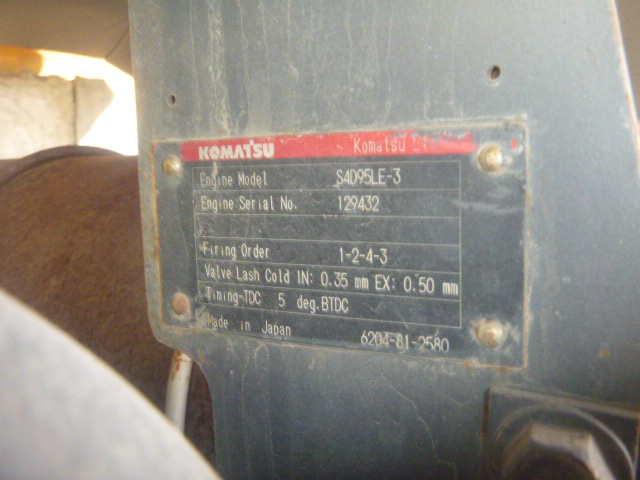 KOMATSU Komatsu
Engine Model S4D95LE-3
Engine Serial No. 129432
Firing Order 1-2-4-3
Valve Lash Cold IN: 0.35 mm EX: 0.50 mm
Timing-TDC 5 deg.BTDC
Made in Japan 6204-81-2580